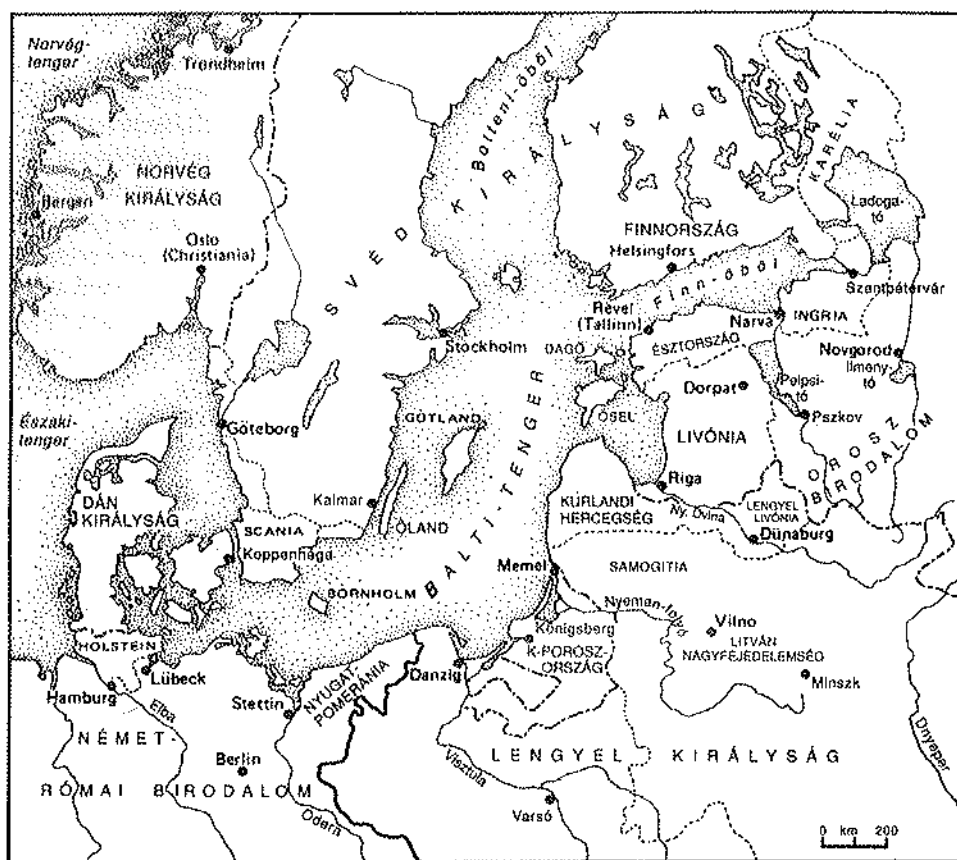 Norvég-
tenger
Trondheim
Botteni-öböl
SVÉD KIRÁLYSÁG
KARÉLIA
NORVÉG
KIRÁLYSÁG
Bergen
Ladoga-
tó
FINNORSZÁG
Helsingfors
Oslo
(Christiania)
Finn-öböl
Szentpétervár
Revel
(Tallinn)
Narva
INGRIA
Stockholm
DAGÖ
ÉSZTORSZÁG
Novgorod
Ilmeny-
tó
Dorpat
Pejpsi-
tó
Északi-
tenger
Göteborg
GOTLAND
ÖSEL
Pszkov
LIVÓNIA
OROSZ
BIRODALOM
BALTI-TENGER
Kalmar
Riga
DÁN
KIRÁLYSÁG
KURLANDI
HERCEGSÉG
LENGYEL
LIVÓNIA
SCANIA
ÖLAND
Ny. Dvina
Koppenhága
Dünaburg
Memel
SAMOGITIA
BORNHOLM
Nyeman-folyó
Königsberg
Vilno
HOLSTEIN
K-POROSZ-
ORSZÁG
LITVÁN
NAGYFEJEDELEMSÉG
Lübeck
Danzig
Minszk
Hamburg
NYUGAT-
POMERÁNIA
Stettin
Elba
NÉMET-
RÓMAI BIRODALOM
LENGYEL KIRÁLYSÁG
Dnyeper
Berlin
Visztula
Odera
Varsó
0 km 200